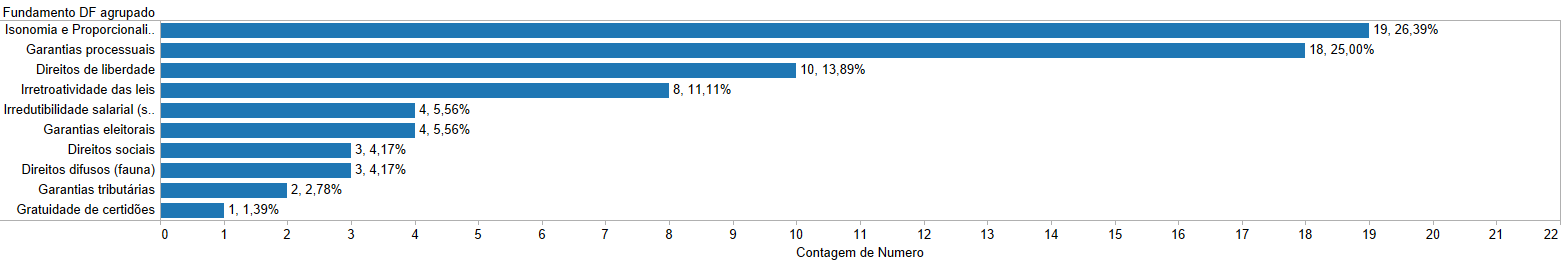 Fundamento DF agrupado
Isonomia e Proporcionali.. 19, 26,39%
Garantias processuais 18, 25,00%
Direitos de liberdade 10, 13,89%
Irretroatividade das leis 8, 11,11%
Irredutibilidade salarial (s.. 4, 5,56%
Garantias eleitorais 4, 5,56%
Direitos sociais 3, 4,17%
Direitos difusos (fauna) 3, 4,17%
Garantias tributárias 2, 2,78%
Gratuidade de certidões 1, 1,39%
0 1 2 3 4 5 6 7 8 9 10 11 12 13 14 15 16 17 18 19 20 21 22
Contagem de Numero